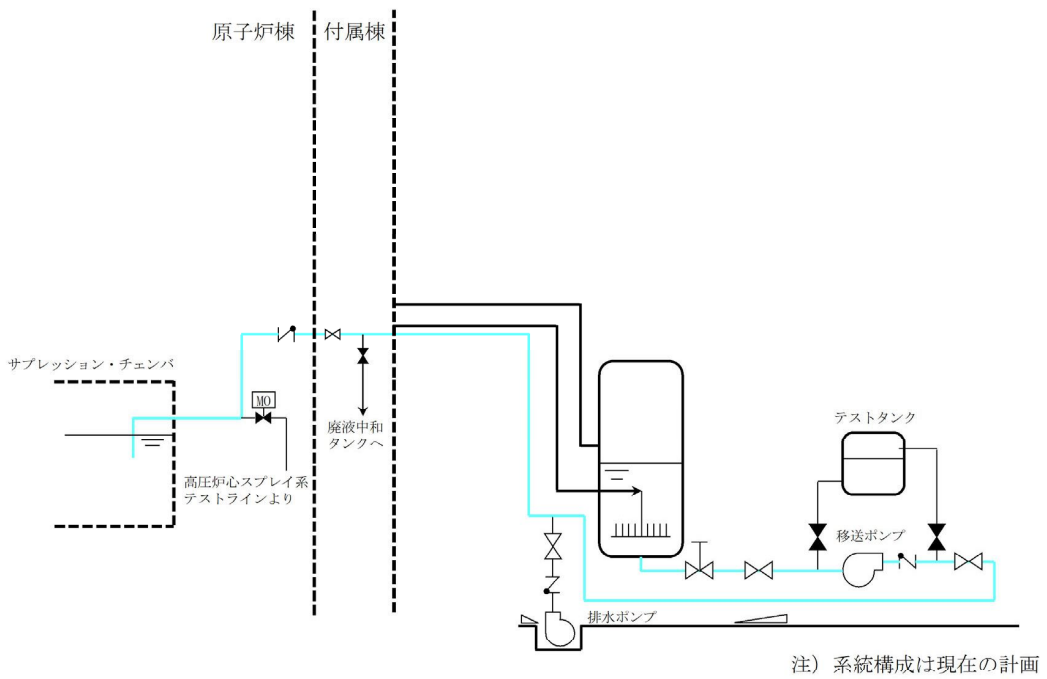 原子炉棟
付属棟
サプレッション・チェンバ
MO
高圧炉心スプレイ系
テストラインより
廃液中和
タンクへ
テストタンク
移送ポンプ
排水ポンプ
注）系統構成は現在の計画